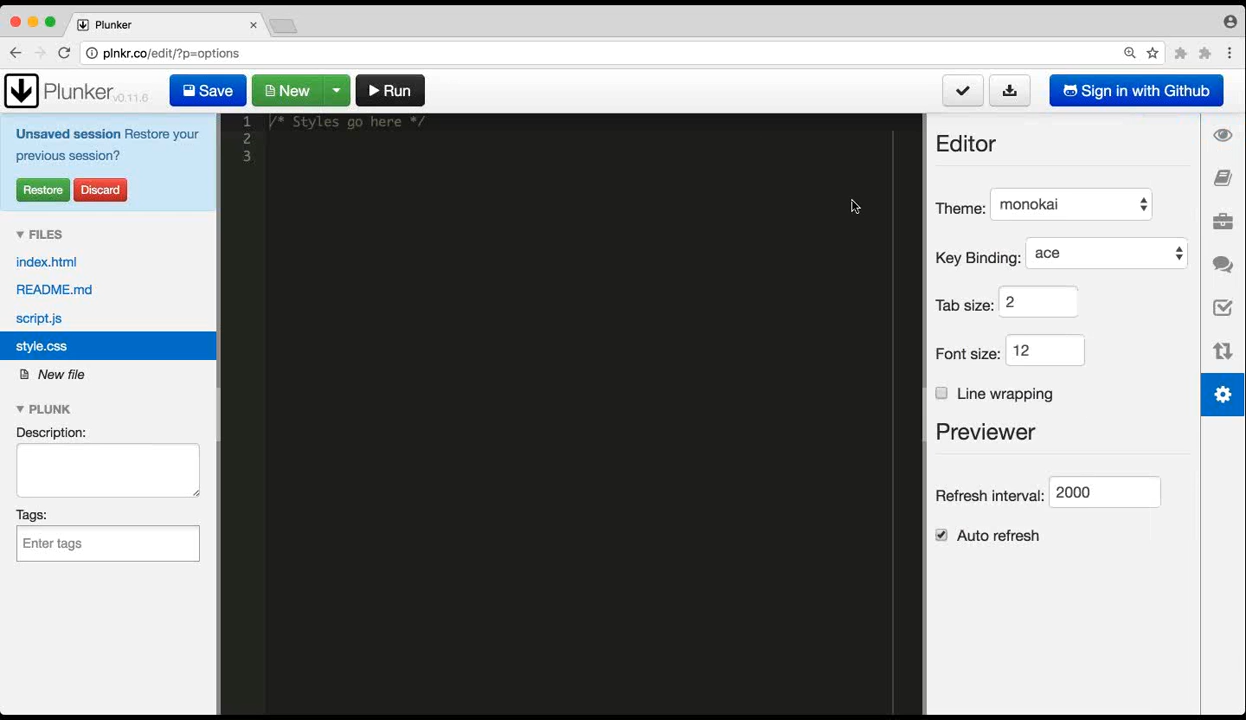 Plunker
plnkr.co/edit/?p=options
Plunker v0.11.6
Save
New
Run
Sign in with Github
Unsaved session Restore your
previous session?
Restore
Discard
FILES
index.html
README.md
script.js
style.css
New file
PLUNK
Description:
Tags:
Enter tags
1 /* Styles go here */
2
3
Editor
Theme: monokai
Key Binding: ace
Tab size: 2
Font size: 12
Line wrapping
Previewer
Refresh interval: 2000
Auto refresh